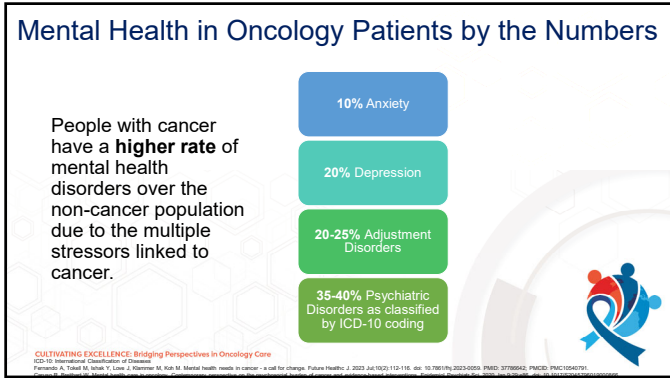 Mental Health in Oncology Patients by the Numbers
People with cancer
have a higher rate of
mental health
disorders over the
non-cancer population
due to the multiple
stressors linked to
cancer.
10% Anxiety
20% Depression
20-25% Adjustment
Disorders
35-40% Psychiatric
Disorders as classified
by ICD-10 coding
CULTIVATING EXCELLENCE: Bridging Perspectives in Oncology Care
ICD-10: International Classification of Diseases
Fernando A, Tokell M, Ishak Y, Love J, Klammer M, Koh M. Mental health needs in cancer - a call for change. Future Healthc J. 2023 Jul;10(2):112-116. doi: 10.7861/fhj.2023-0059. PMID: 37786642; PMCID: PMC10540791.